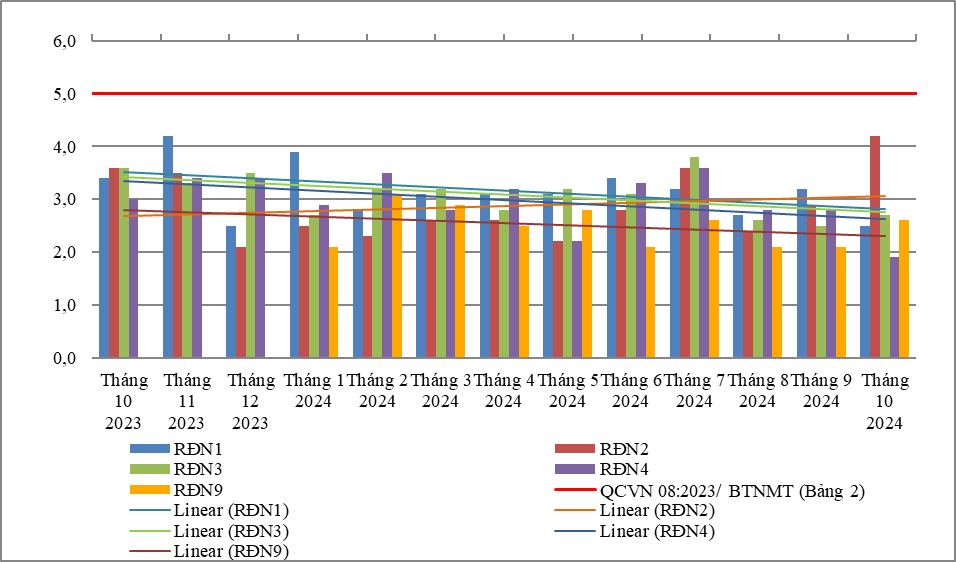 6,0
5,0
4,0
3,0
2,0
1,0
0,0
Tháng 10 2023
Tháng 11 2023
Tháng 12 2023
Tháng 1 2024
Tháng 2 2024
Tháng 3 2024
Tháng 4 2024
Tháng 5 2024
Tháng 6 2024
Tháng 7 2024
Tháng 8 2024
Tháng 9 2024
Tháng 10 2024
RĐN1
RĐN2
RĐN3
RĐN4
RĐN9
QCVN 08:2023/ BTNMT (Bảng 2)
Linear (RĐN1)
Linear (RĐN2)
Linear (RĐN3)
Linear (RĐN4)
Linear (RĐN9)